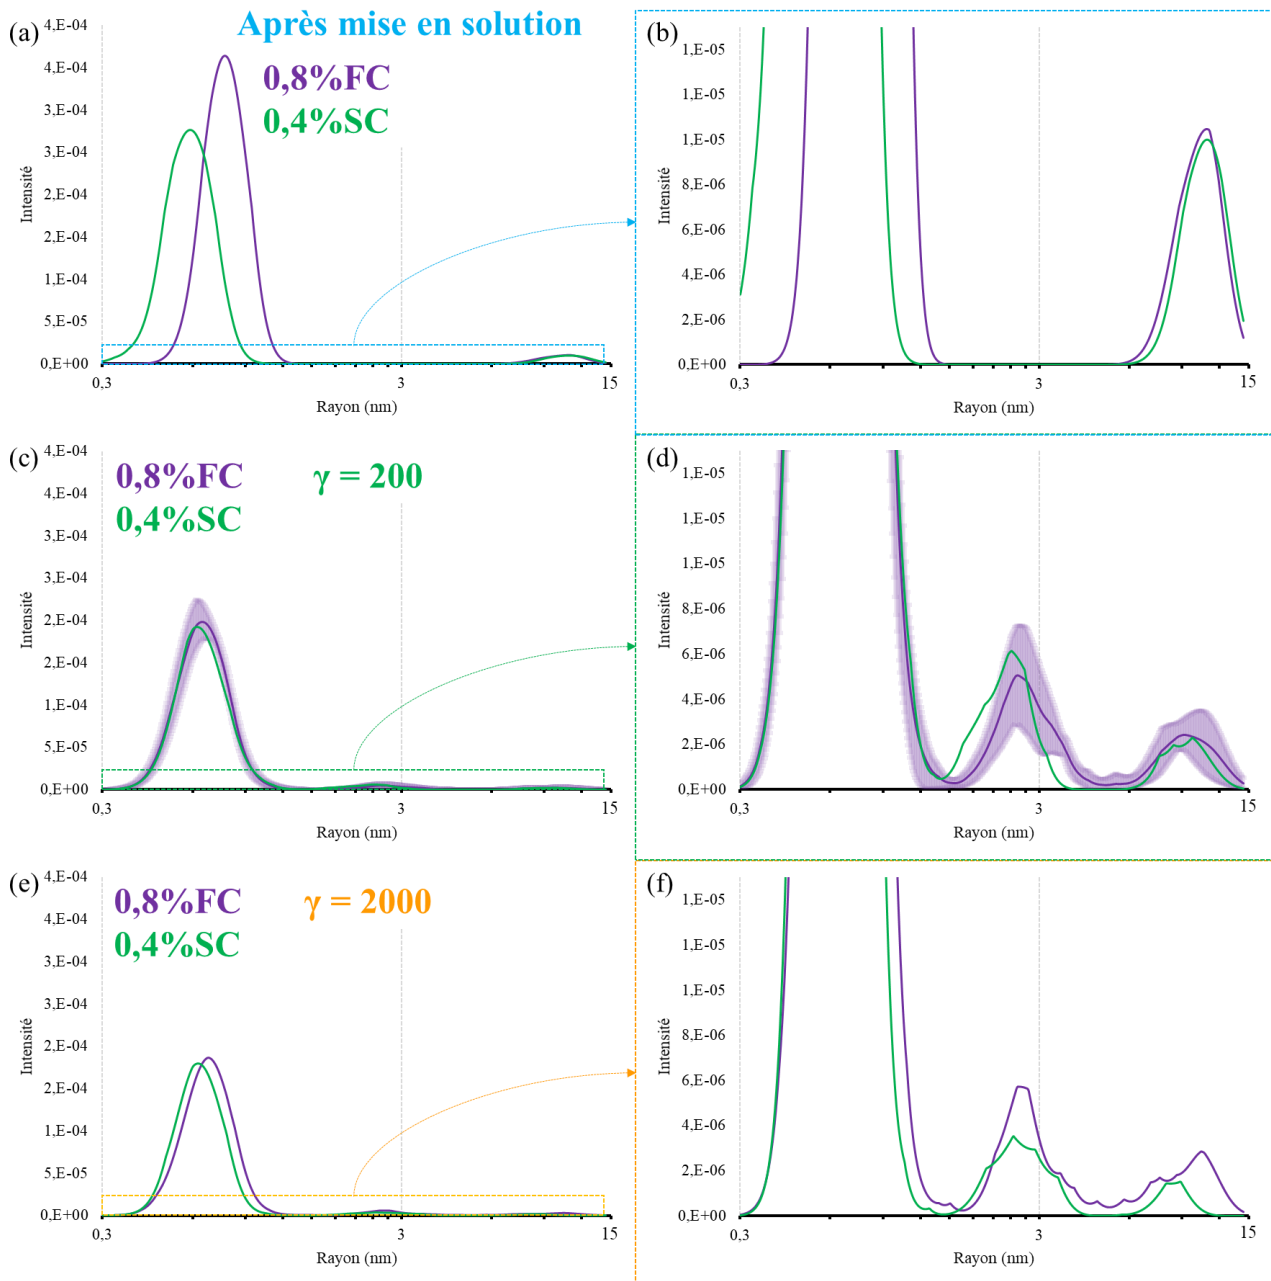 (a)
Après mise en solution
0,8%FC
0,4%SC
4,E-04
4,E-04
3,E-04
3,E-04
2,E-04
2,E-04
1,E-04
5,E-05
0,E+00
Intensité
0,3
3
15
Rayon (nm)
(b)
1,E-05
1,E-05
1,E-05
8,E-06
6,E-06
4,E-06
2,E-06
0,E+00
Intensité
0,3
3
15
Rayon (nm)
(c)
0,8%FC
γ = 200
0,4%SC
4,E-04
4,E-04
3,E-04
3,E-04
2,E-04
2,E-04
1,E-04
5,E-05
0,E+00
Intensité
0,3
3
15
Rayon (nm)
(d)
1,E-05
1,E-05
1,E-05
8,E-06
6,E-06
4,E-06
2,E-06
0,E+00
Intensité
0,3
3
15
Rayon (nm)
(e)
0,8%FC
γ = 2000
0,4%SC
4,E-04
4,E-04
3,E-04
3,E-04
2,E-04
2,E-04
1,E-04
5,E-05
0,E+00
Intensité
0,3
3
15
Rayon (nm)
(f)
1,E-05
1,E-05
1,E-05
8,E-06
6,E-06
4,E-06
2,E-06
0,E+00
Intensité
0,3
3
15
Rayon (nm)